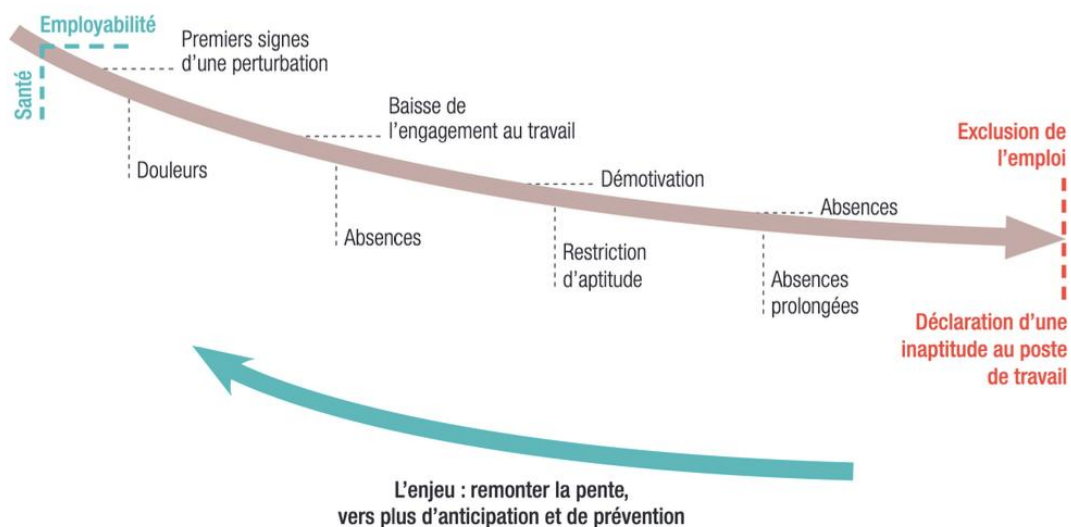 Employabilité
Santé
Premiers signes
d’une perturbation
Douleurs
Baisse de
l’engagement au travail
Absences
Démotivation
Restriction
d’aptitude
Absences
Absences
prolongées
Exclusion de
l’emploi
Déclaration d’une
inaptitude au poste
de travail
L’enjeu : remonter la pente,
vers plus d’anticipation et de prévention